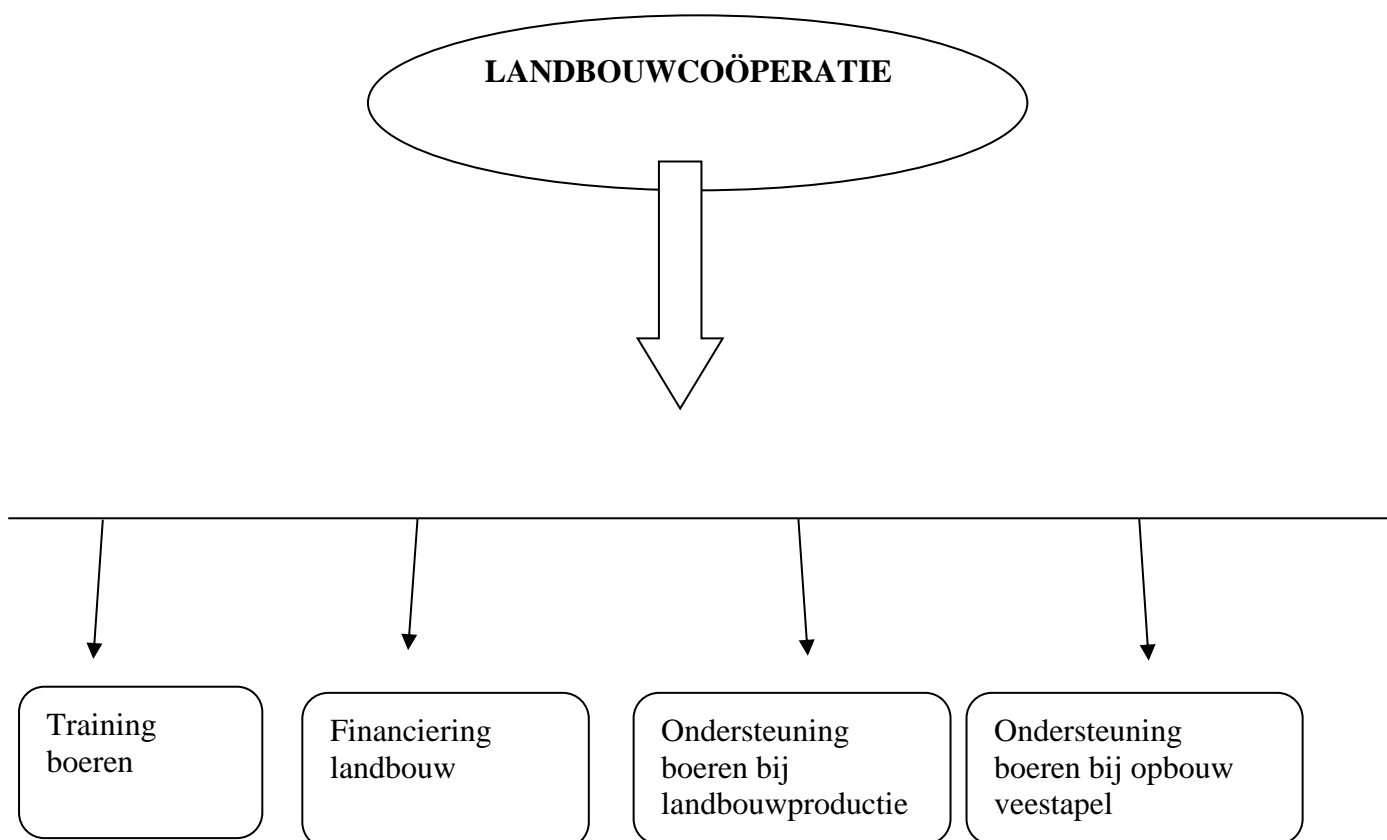 LANDBOUWCOÖPERATIE
Training
boeren
Financiering
landbouw
Ondersteuning
boeren bij
landbouwproductie
Ondersteuning
boeren bij opbouw
veestapel